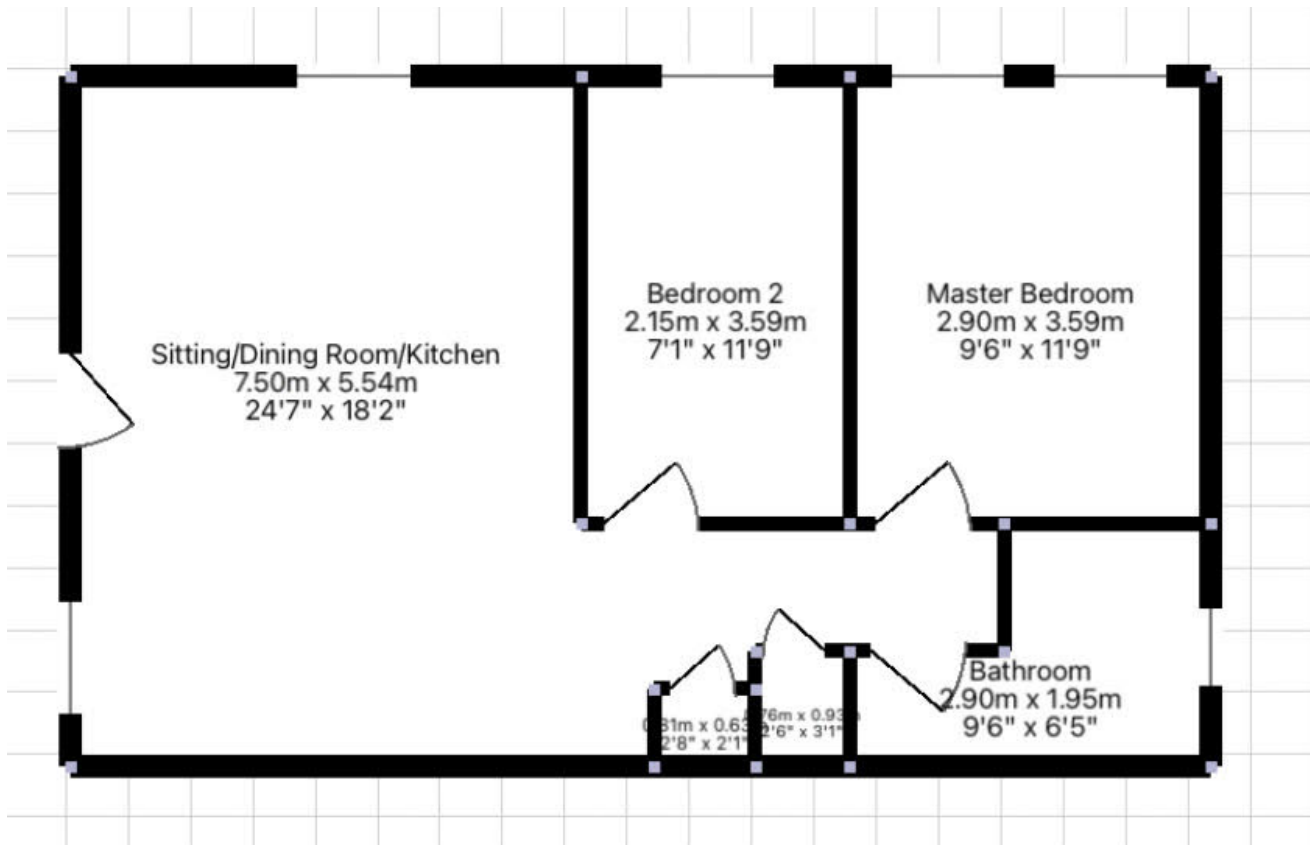 Bedroom 2
2.15m x 3.59m
7'1" x 11'9"
Master Bedroom
2.90m x 3.59m
9'6" x 11'9"
Sitting/Dining Room/Kitchen
7.50m x 5.54m
24'7" x 18'2"
Bathroom
2.90m x 1.95m
9'6" x 6'5"
x
2'8" x 2'1"
x
2'6" x 3'1"